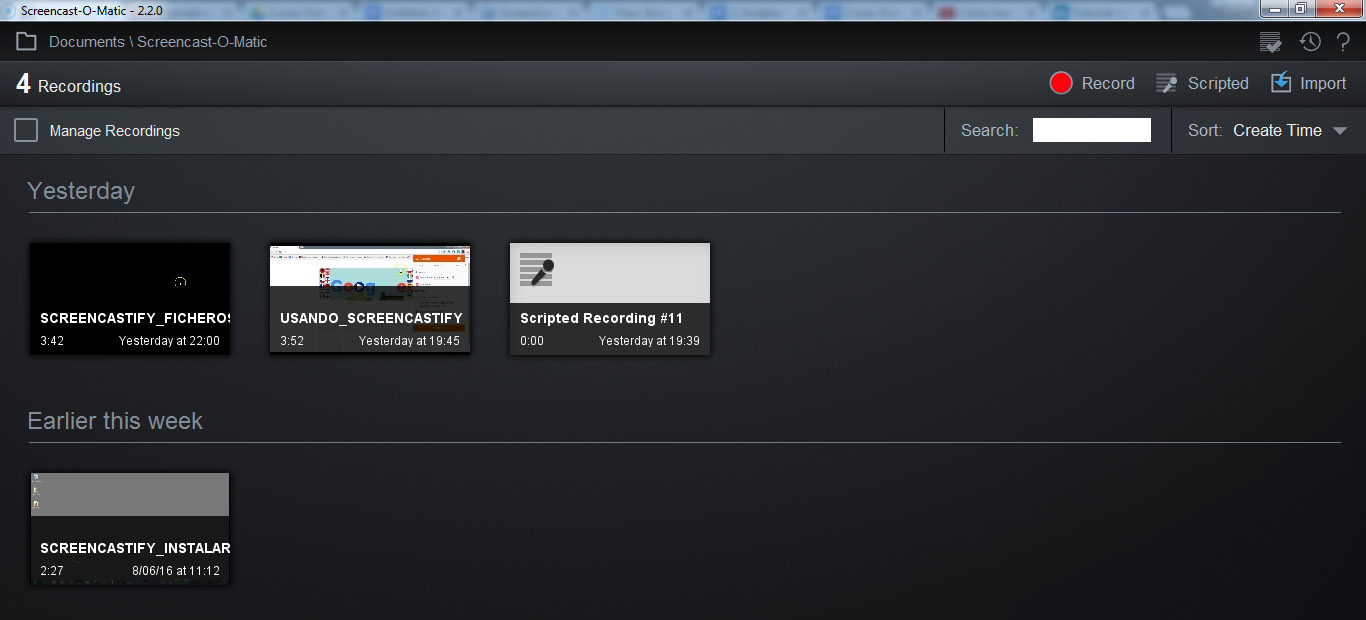 Screencast-O-Matic - 2.2.0
Documents \ Screencast-O-Matic
4 Recordings
Record
Scripted
Import
Manage Recordings
Search:
Sort: Create Time
Yesterday
SCREENCASTIFY_FICHEROS
3:42 Yesterday at 22:00
USANDO_SCREENCASTIFY
3:52 Yesterday at 19:45
Scripted Recording #11
0:00 Yesterday at 19:39
Earlier this week
SCREENCASTIFY_INSTALAR
2:27 8/06/16 at 11:12